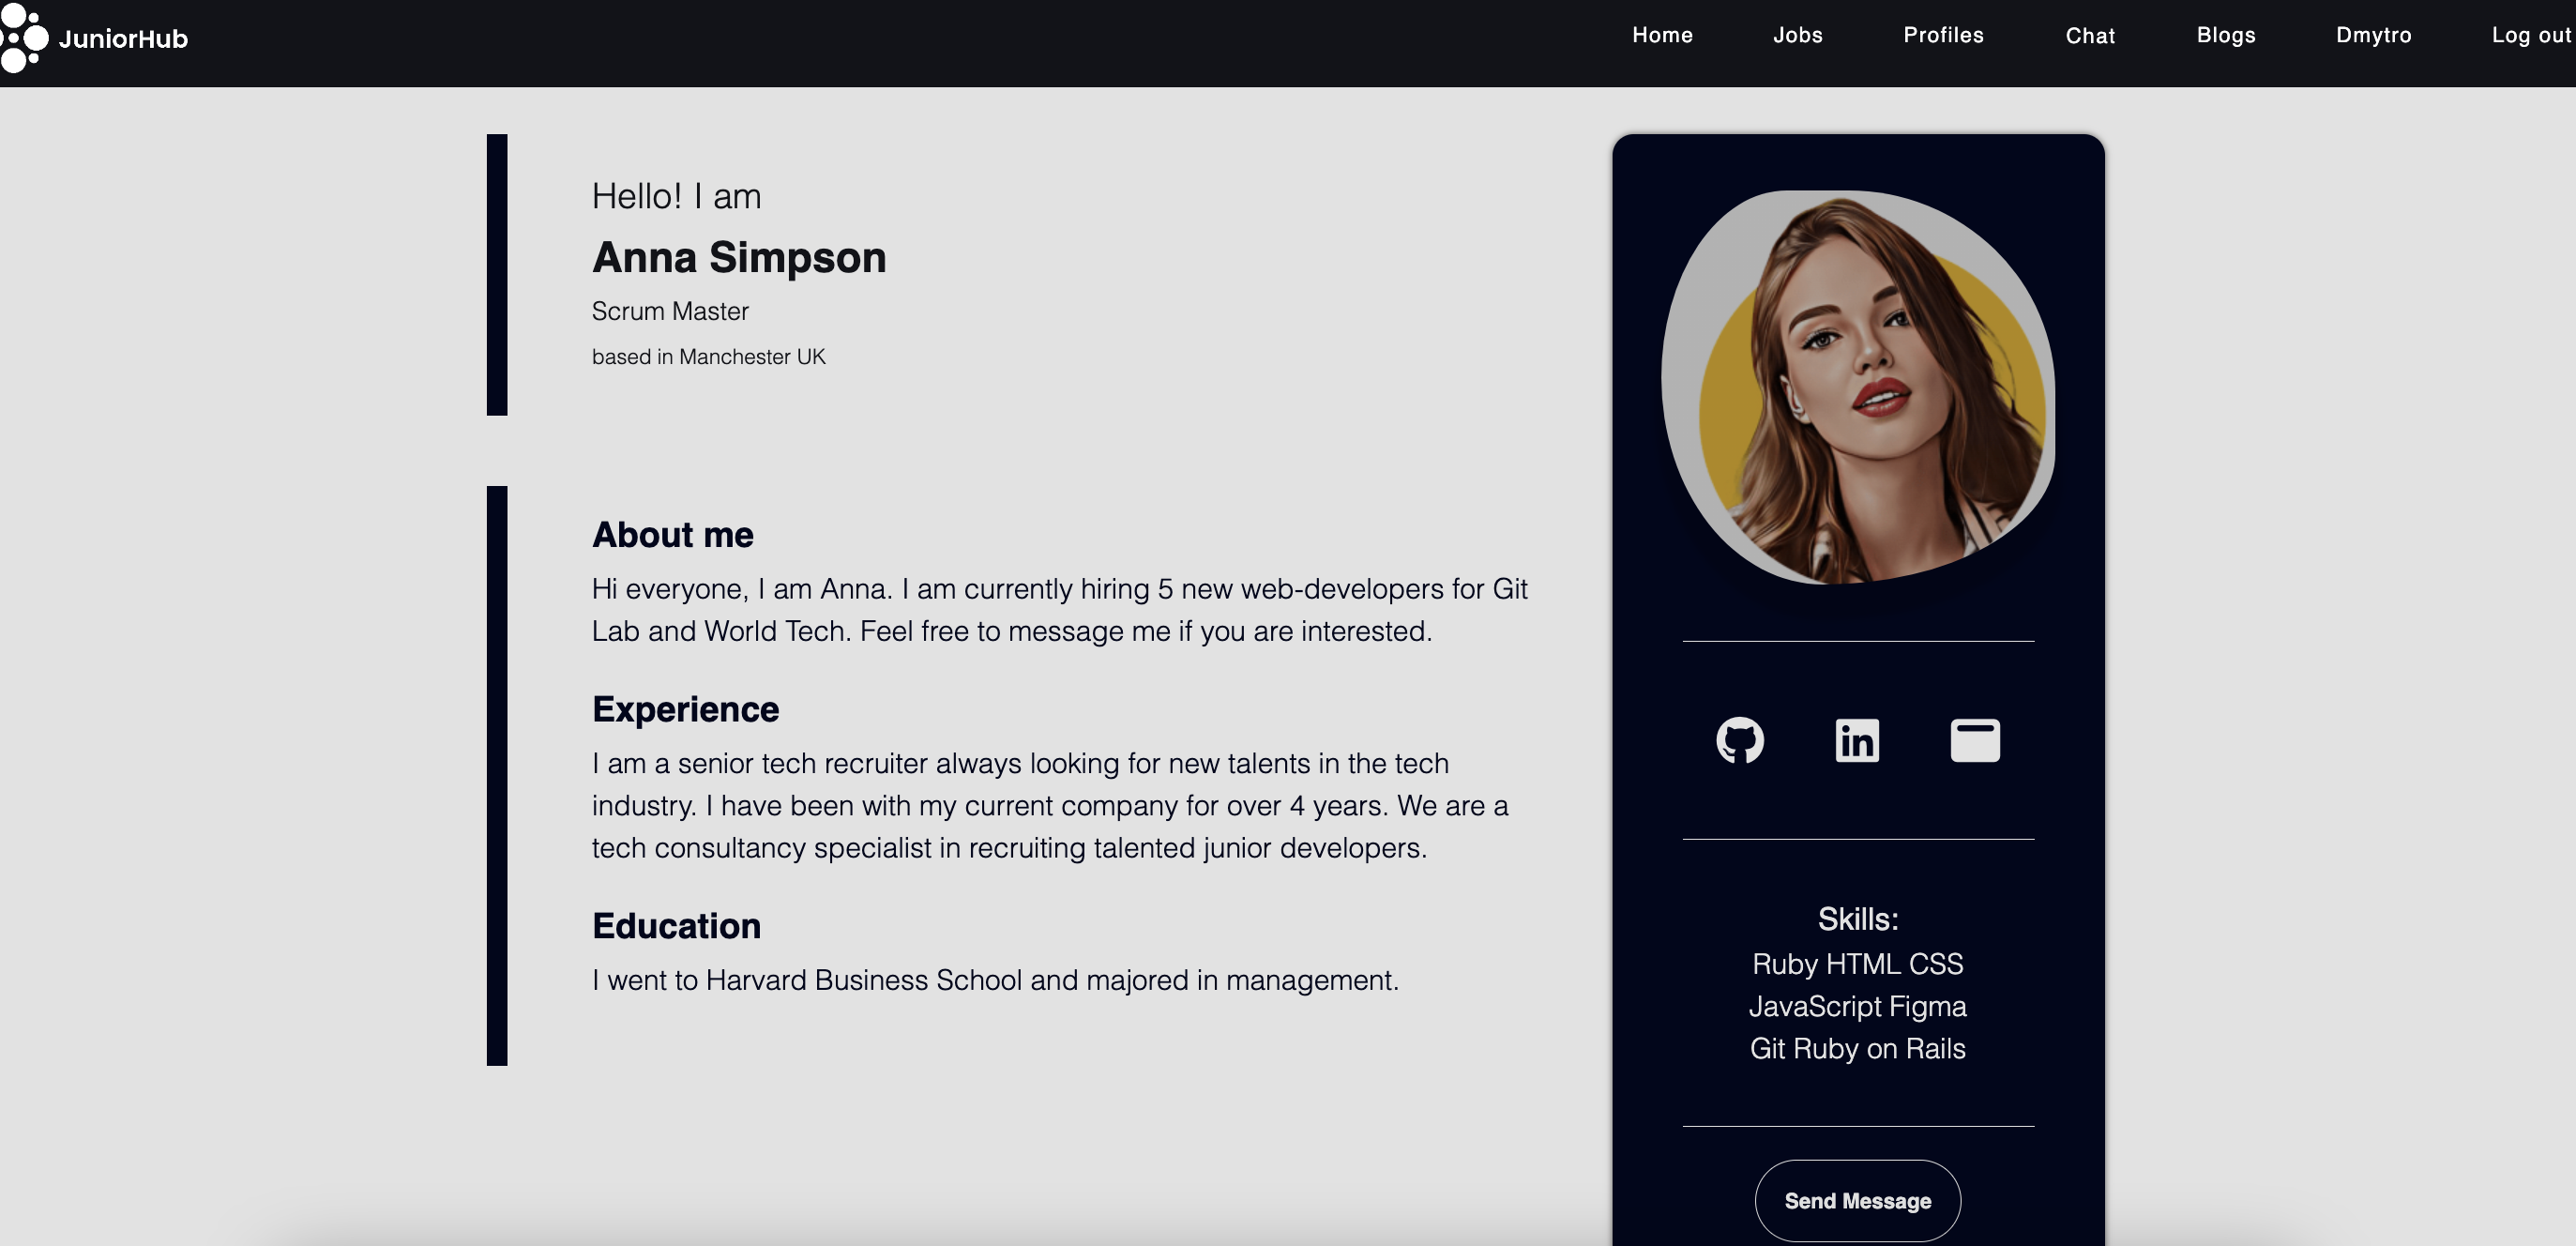 JuniorHub
Home
Jobs
Profiles
Chat
Blogs
Dmytro
Log out
Hello! I am
Anna Simpson
Scrum Master
based in Manchester UK
About me
Hi everyone, I am Anna. I am currently hiring 5 new web-developers for Git
Lab and World Tech. Feel free to message me if you are interested.
Experience
I am a senior tech recruiter always looking for new talents in the tech
industry. I have been with my current company for over 4 years. We are a
tech consultancy specialist in recruiting talented junior developers.
Education
I went to Harvard Business School and majored in management.
in
Skills:
Ruby HTML CSS
JavaScript Figma
Git Ruby on Rails
Send Message